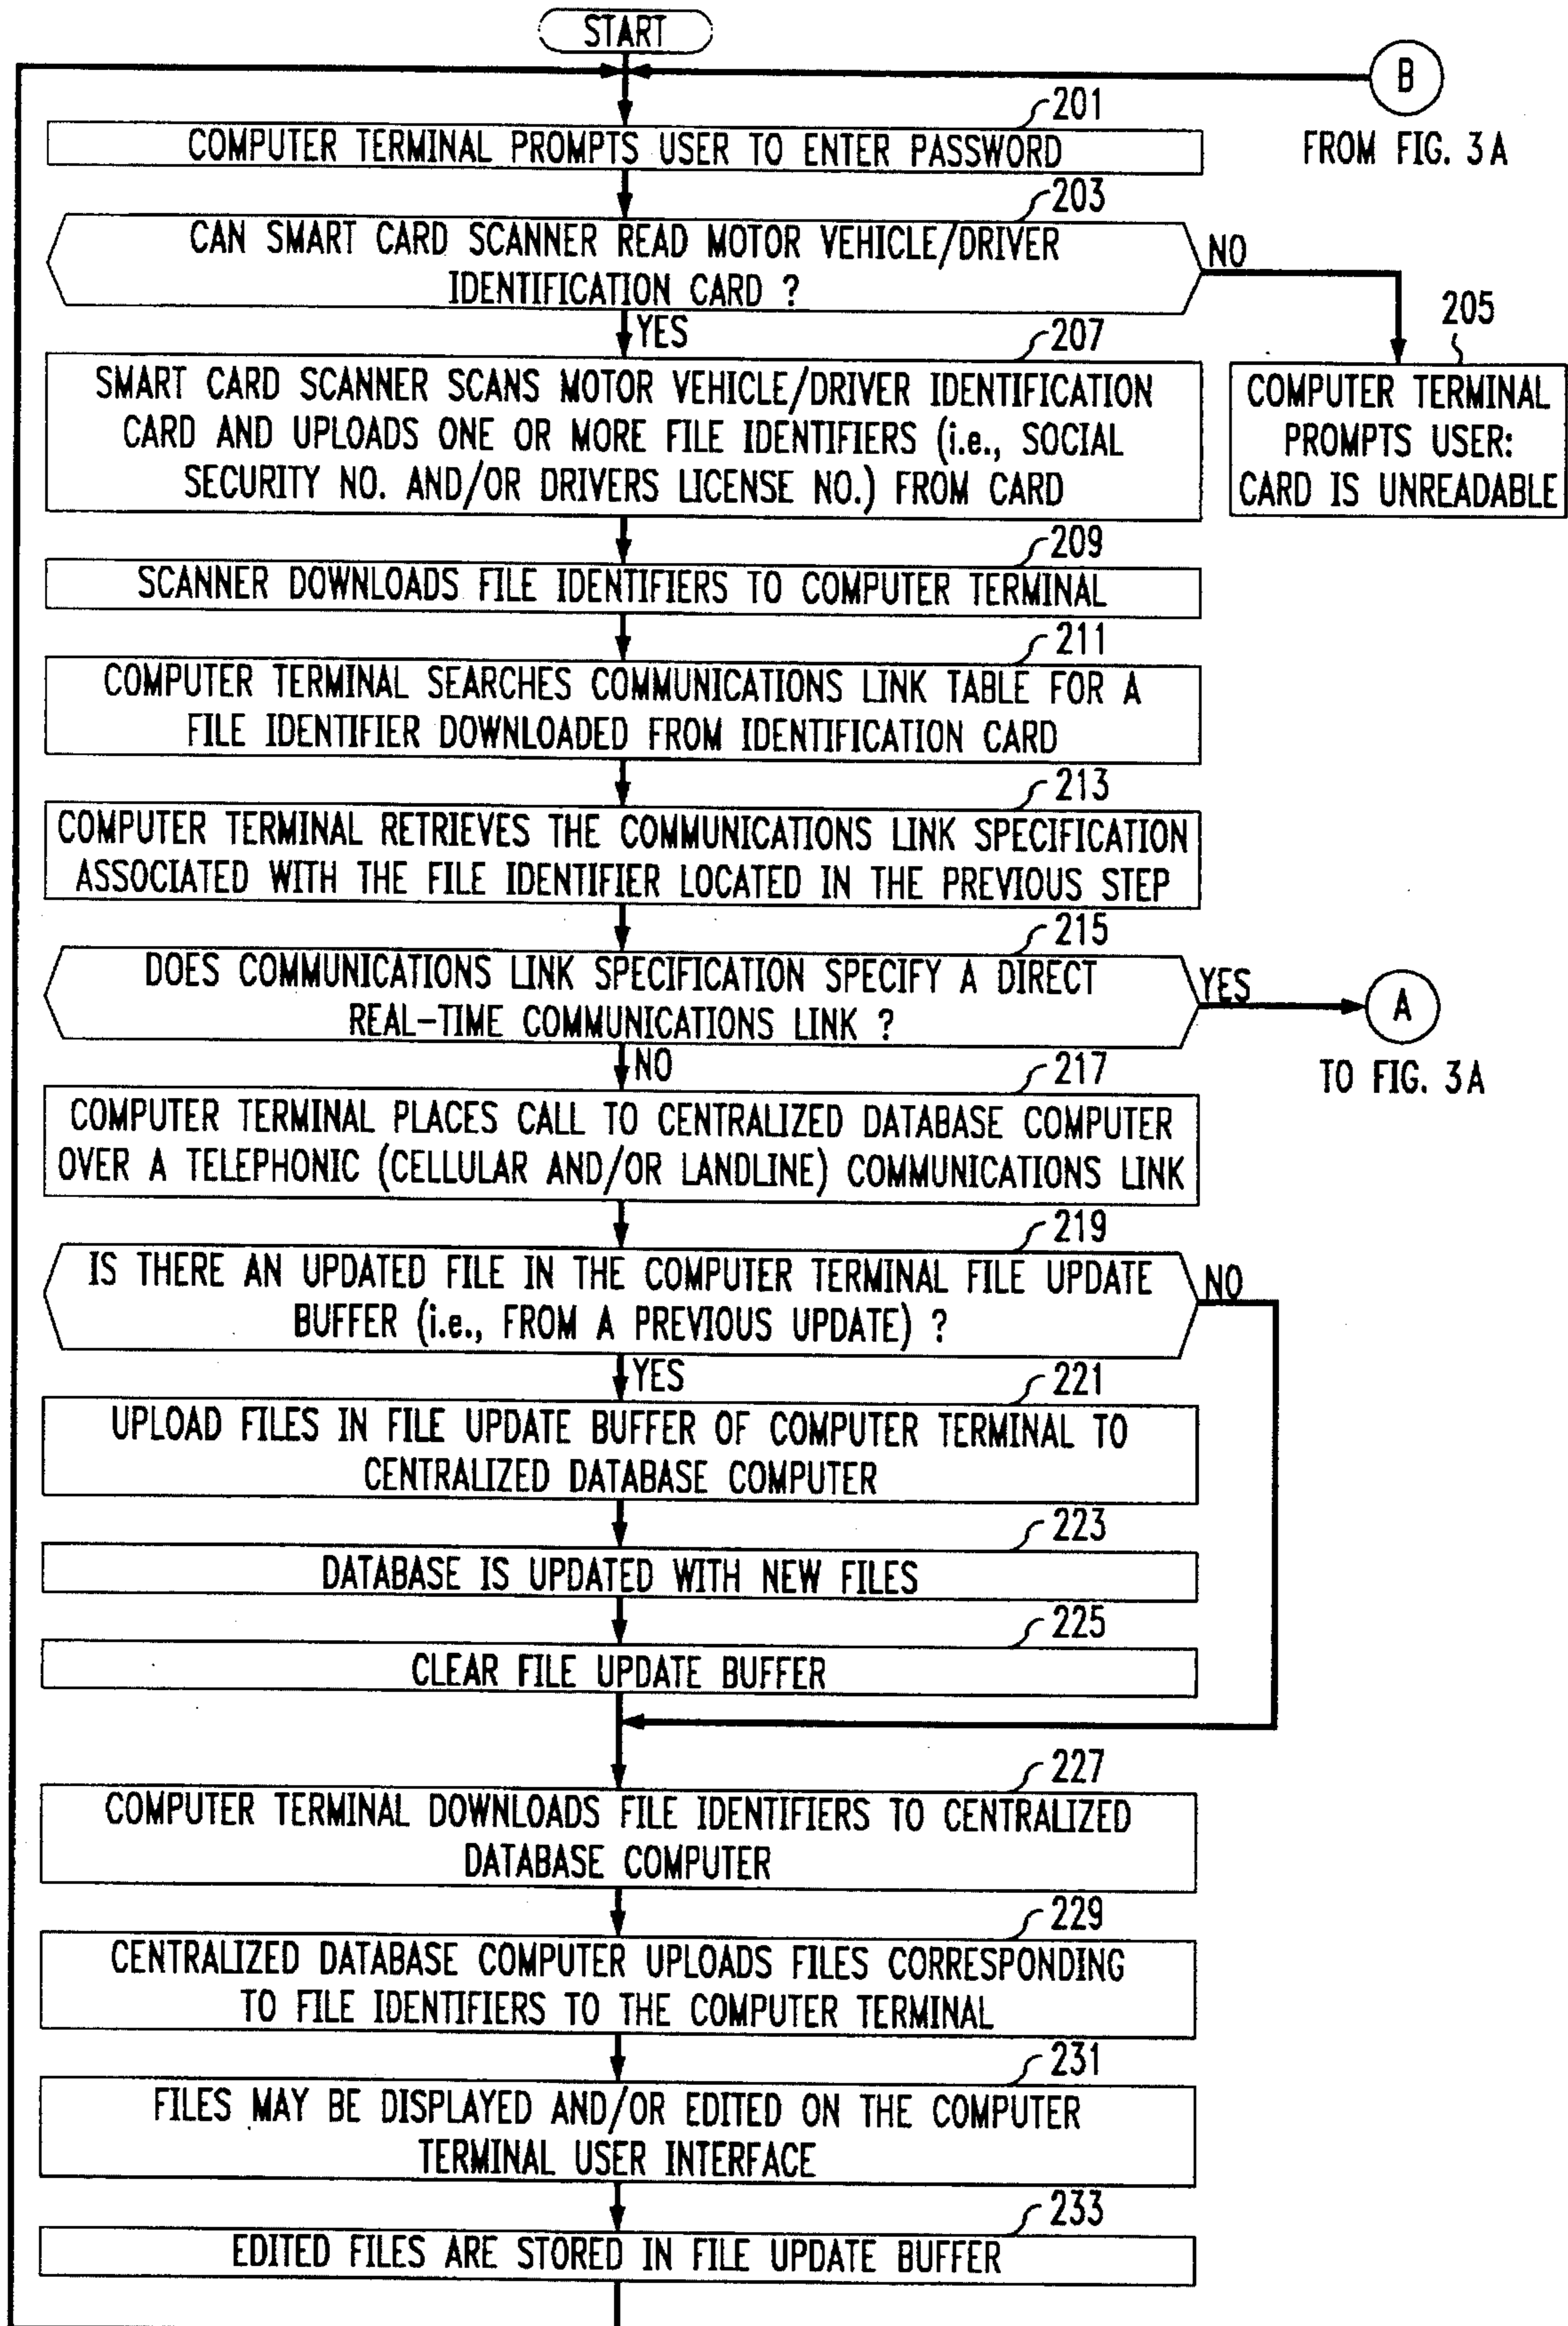 START
B
FROM FIG. 3A
201
COMPUTER TERMINAL PROMPTS USER TO ENTER PASSWORD
203
CAN SMART CARD SCANNER READ MOTOR VEHICLE/DRIVER
IDENTIFICATION CARD ?
NO
YES
205
COMPUTER TERMINAL
PROMPTS USER:
CARD IS UNREADABLE
207
SMART CARD SCANNER SCANS MOTOR VEHICLE/DRIVER IDENTIFICATION
CARD AND UPLOADS ONE OR MORE FILE IDENTIFIERS (i.e., SOCIAL
SECURITY NO. AND/OR DRIVERS LICENSE NO.) FROM CARD
209
SCANNER DOWNLOADS FILE IDENTIFIERS TO COMPUTER TERMINAL
211
COMPUTER TERMINAL SEARCHES COMMUNICATIONS LINK TABLE FOR A
FILE IDENTIFIER DOWNLOADED FROM IDENTIFICATION CARD
213
COMPUTER TERMINAL RETRIEVES THE COMMUNICATIONS LINK SPECIFICATION
ASSOCIATED WITH THE FILE IDENTIFIER LOCATED IN THE PREVIOUS STEP
215
DOES COMMUNICATIONS LINK SPECIFICATION SPECIFY A DIRECT
REAL-TIME COMMUNICATIONS LINK ?
YES
A
TO FIG. 3A
NO
217
COMPUTER TERMINAL PLACES CALL TO CENTRALIZED DATABASE COMPUTER
OVER A TELEPHONIC (CELLULAR AND/OR LANDLINE) COMMUNICATIONS LINK
219
IS THERE AN UPDATED FILE IN THE COMPUTER TERMINAL FILE UPDATE
BUFFER (i.e., FROM A PREVIOUS UPDATE) ?
NO
YES
221
UPLOAD FILES IN FILE UPDATE BUFFER OF COMPUTER TERMINAL TO
CENTRALIZED DATABASE COMPUTER
223
DATABASE IS UPDATED WITH NEW FILES
225
CLEAR FILE UPDATE BUFFER
227
COMPUTER TERMINAL DOWNLOADS FILE IDENTIFIERS TO CENTRALIZED
DATABASE COMPUTER
229
CENTRALIZED DATABASE COMPUTER UPLOADS FILES CORRESPONDING
TO FILE IDENTIFIERS TO THE COMPUTER TERMINAL
231
FILES MAY BE DISPLAYED AND/OR EDITED ON THE COMPUTER
TERMINAL USER INTERFACE
233
EDITED FILES ARE STORED IN FILE UPDATE BUFFER